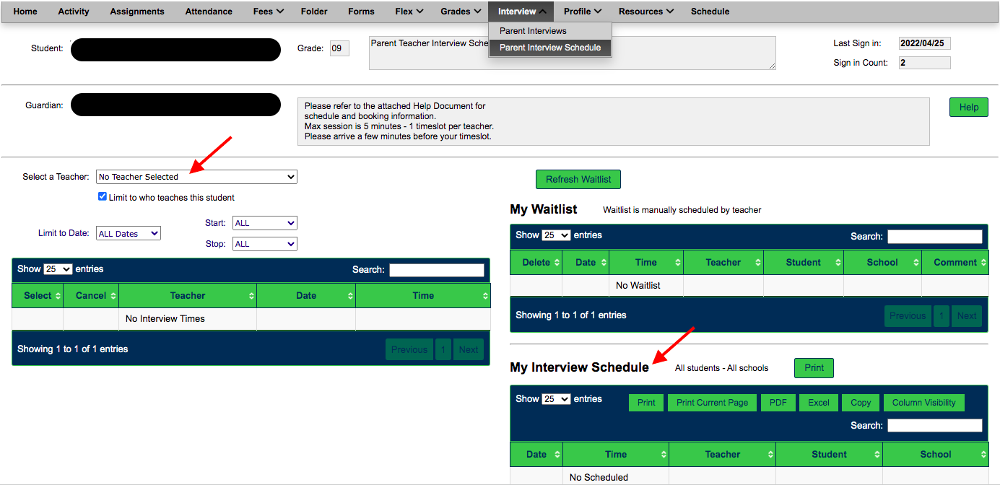 Home Activity Assignments Attendance Fees Folder Forms Flex Grades Interview Profile Resources Schedule
Parent Interviews
Parent Interview Schedule
Student:
Grade: 09
Parent Teacher Interview Sche
Last Sign in: 2022/04/25
Sign in Count: 2
Guardian:
Please refer to the attached Help Document for
schedule and booking information.
Max session is 5 minutes - 1 timeslot per teacher.
Please arrive a few minutes before your timeslot.
Help
Select a Teacher: No Teacher Selected
Limit to who teaches this student
Limit to Date: ALL Dates
Start: ALL
Stop: ALL
Show 25 entries Search:
Select Cancel Teacher Date Time
No Interview Times
Showing 1 to 1 of 1 entries Previous 1 Next
Refresh Waitlist
My Waitlist Waitlist is manually scheduled by teacher
Show 25 entries Search:
Delete Date Time Teacher Student School Comment
No Waitlist
Showing 1 to 1 of 1 entries Previous 1 Next
My Interview Schedule All students - All schools Print
Show 25 entries Print Print Current Page PDF Excel Copy Column Visibility
Search:
Date Time Teacher Student School
No Scheduled